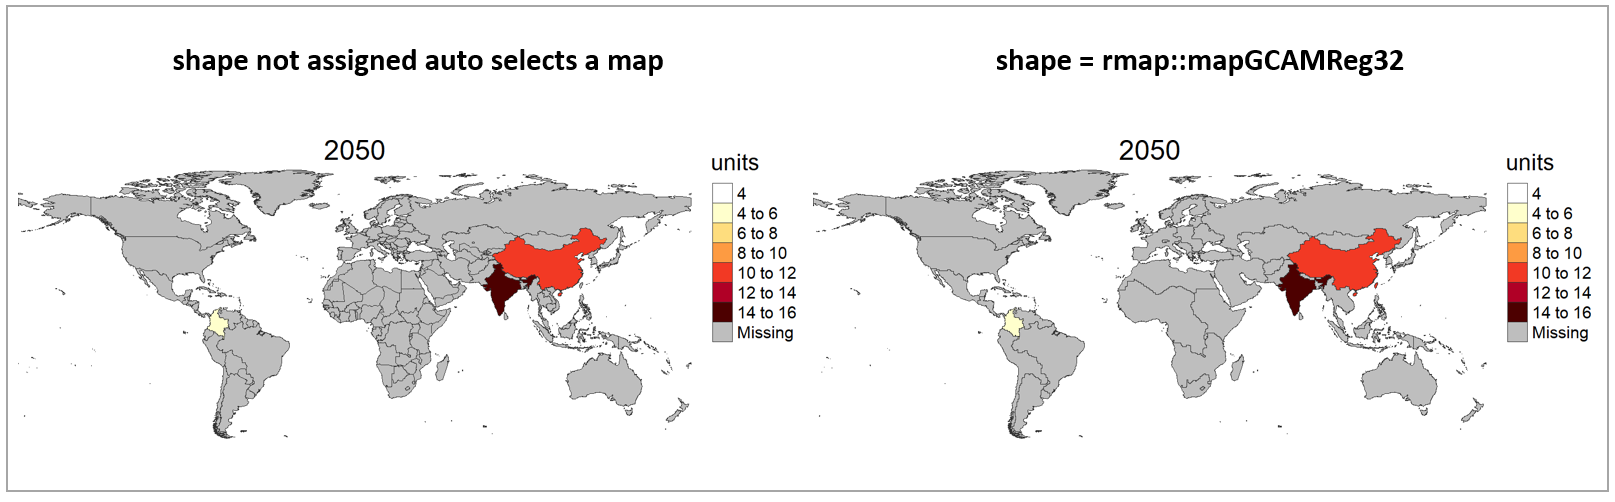 shape not assigned auto selects a map
2050
units
4
4 to 6
6 to 8
8 to 10
10 to 12
12 to 14
14 to 16
Missing
shape = rmap::mapGCAMReg32
2050
units
4
4 to 6
6 to 8
8 to 10
10 to 12
12 to 14
14 to 16
Missing